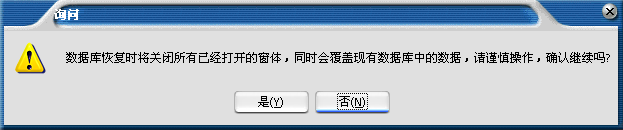 询问
数据库恢复时将关闭所有已经打开的窗体，同时会覆盖现有数据库中的数据，请谨慎操作，确认继续吗?
是(Y)
否(N)